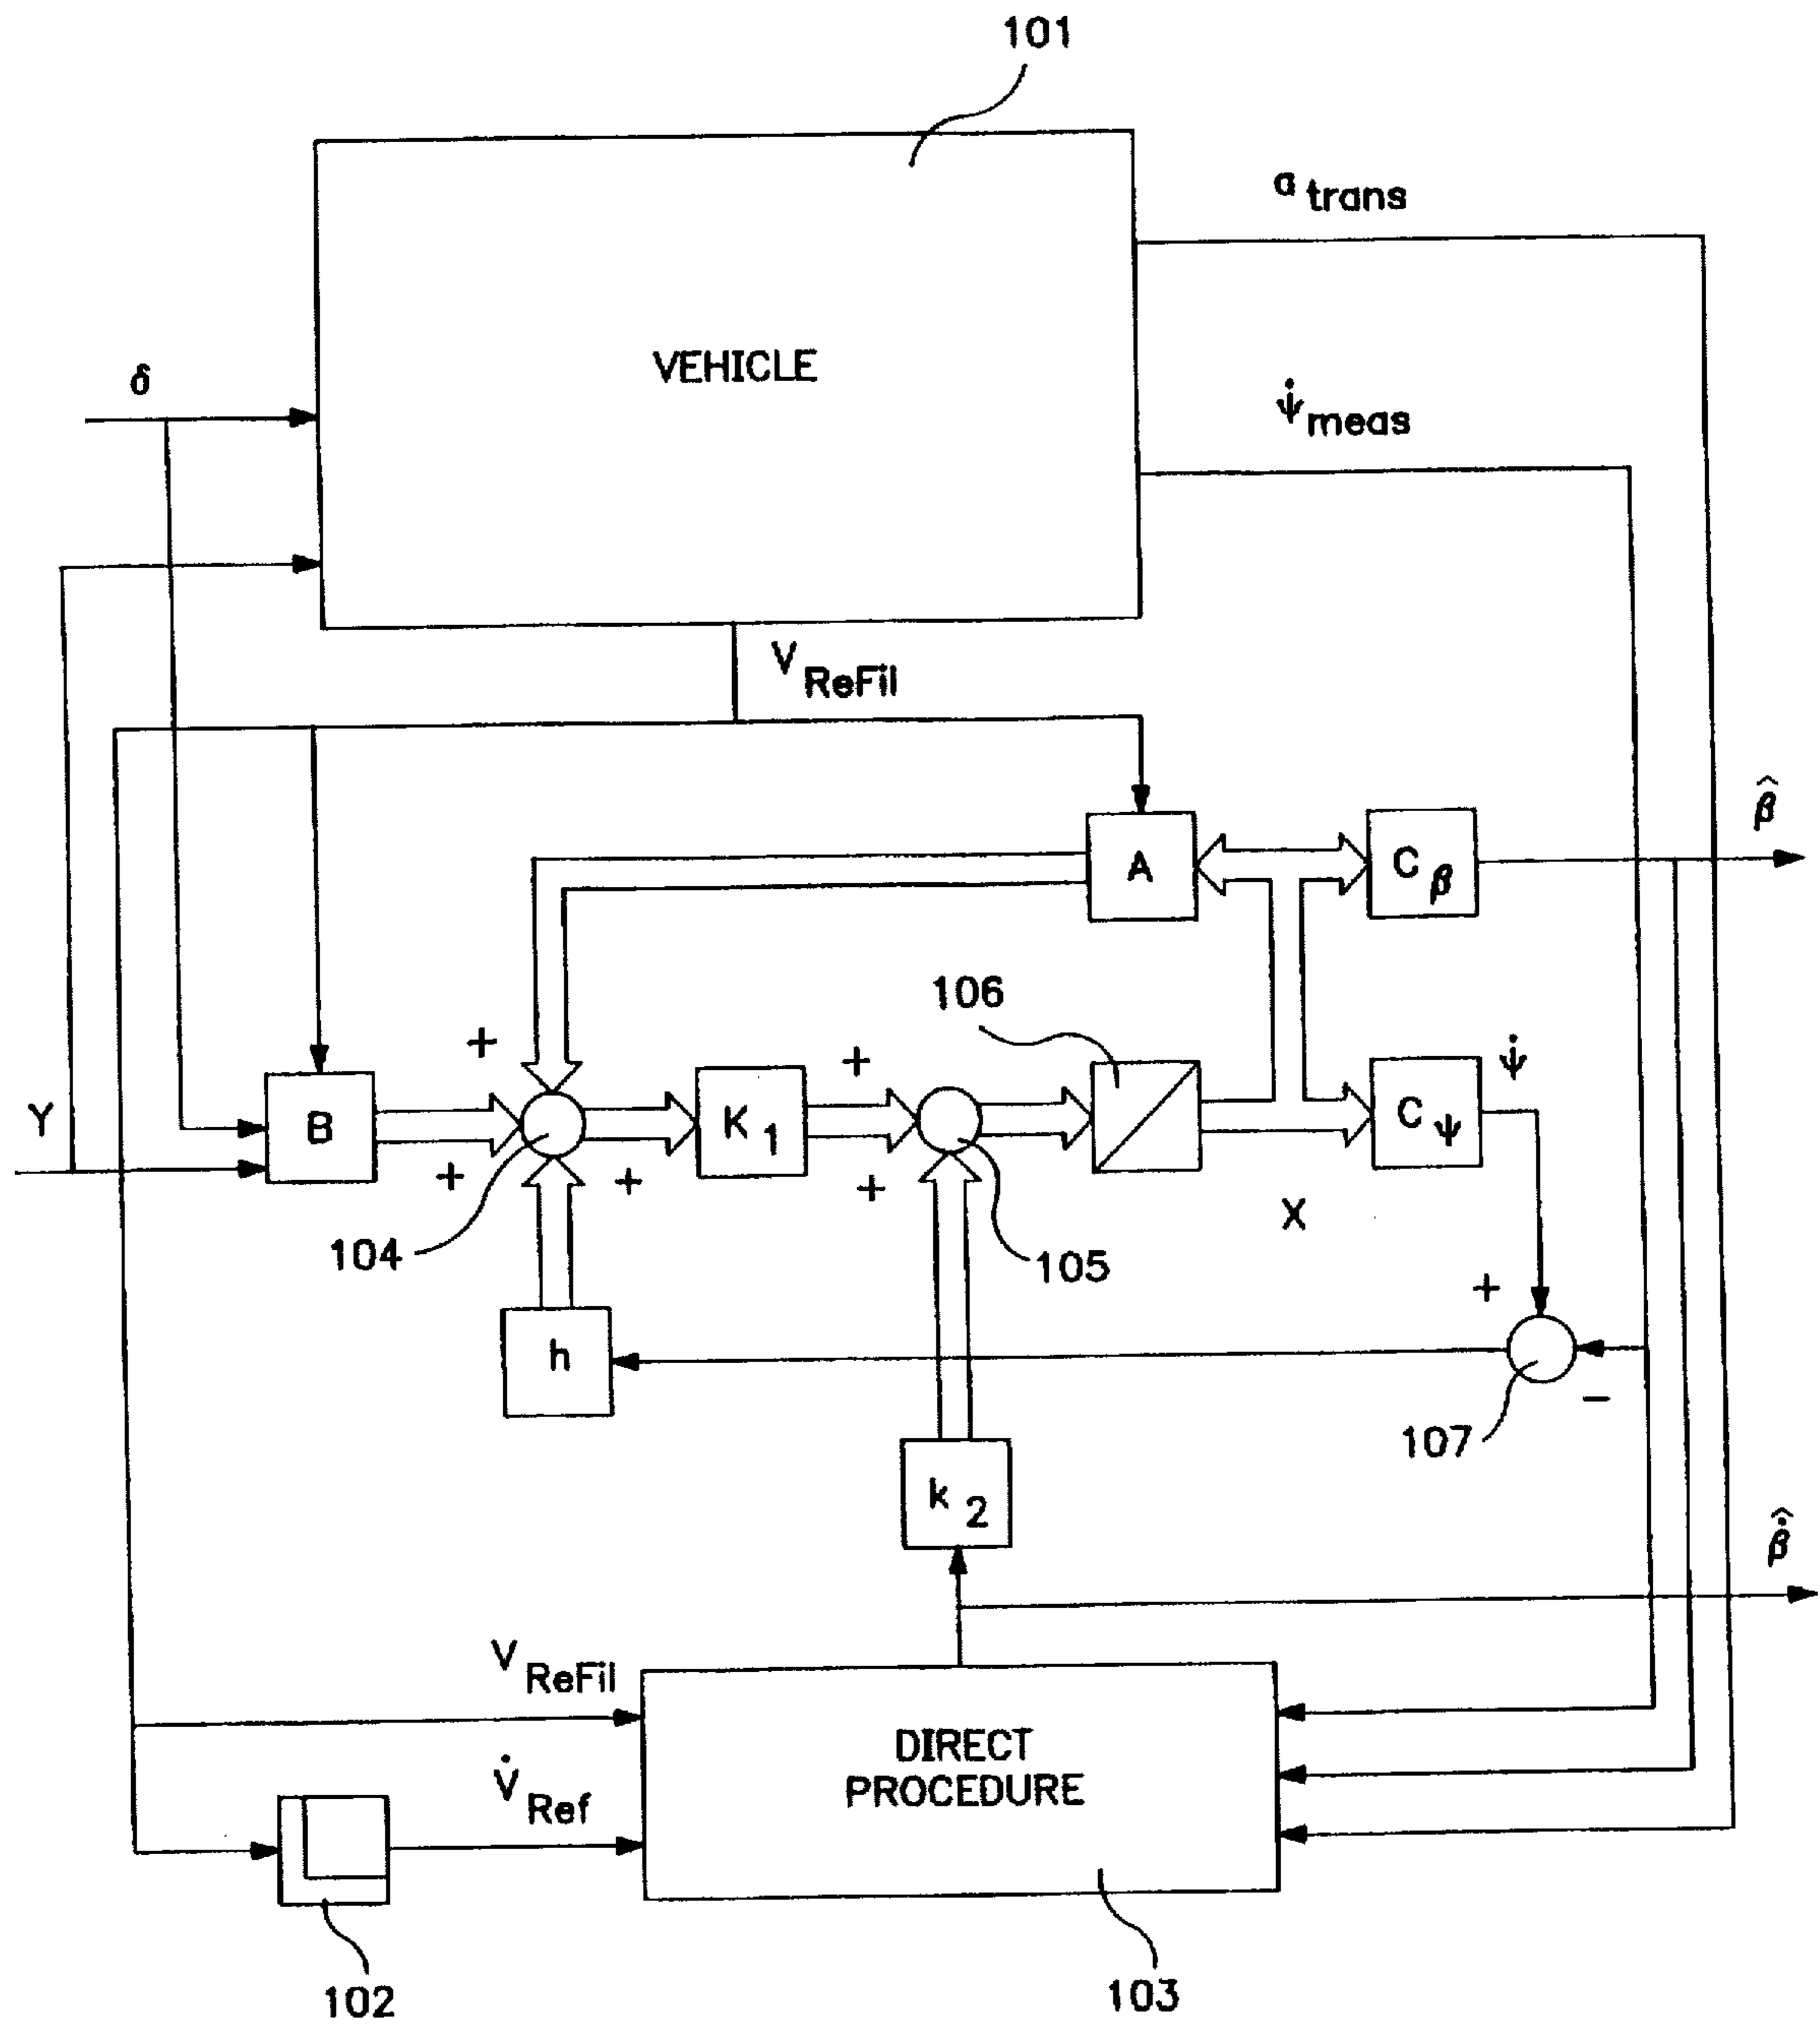 101
a trans
VEHICLE
δ
ψ̇ meas
V ReFil
β̂
A
C β
106
+
+
ψ̇
Y
B
K 1
C ψ
+
+
+
X
104
105
+
h
−
107
k 2
β̇̂
V ReFil
DIRECT
PROCEDURE
V̇ Ref
102
103